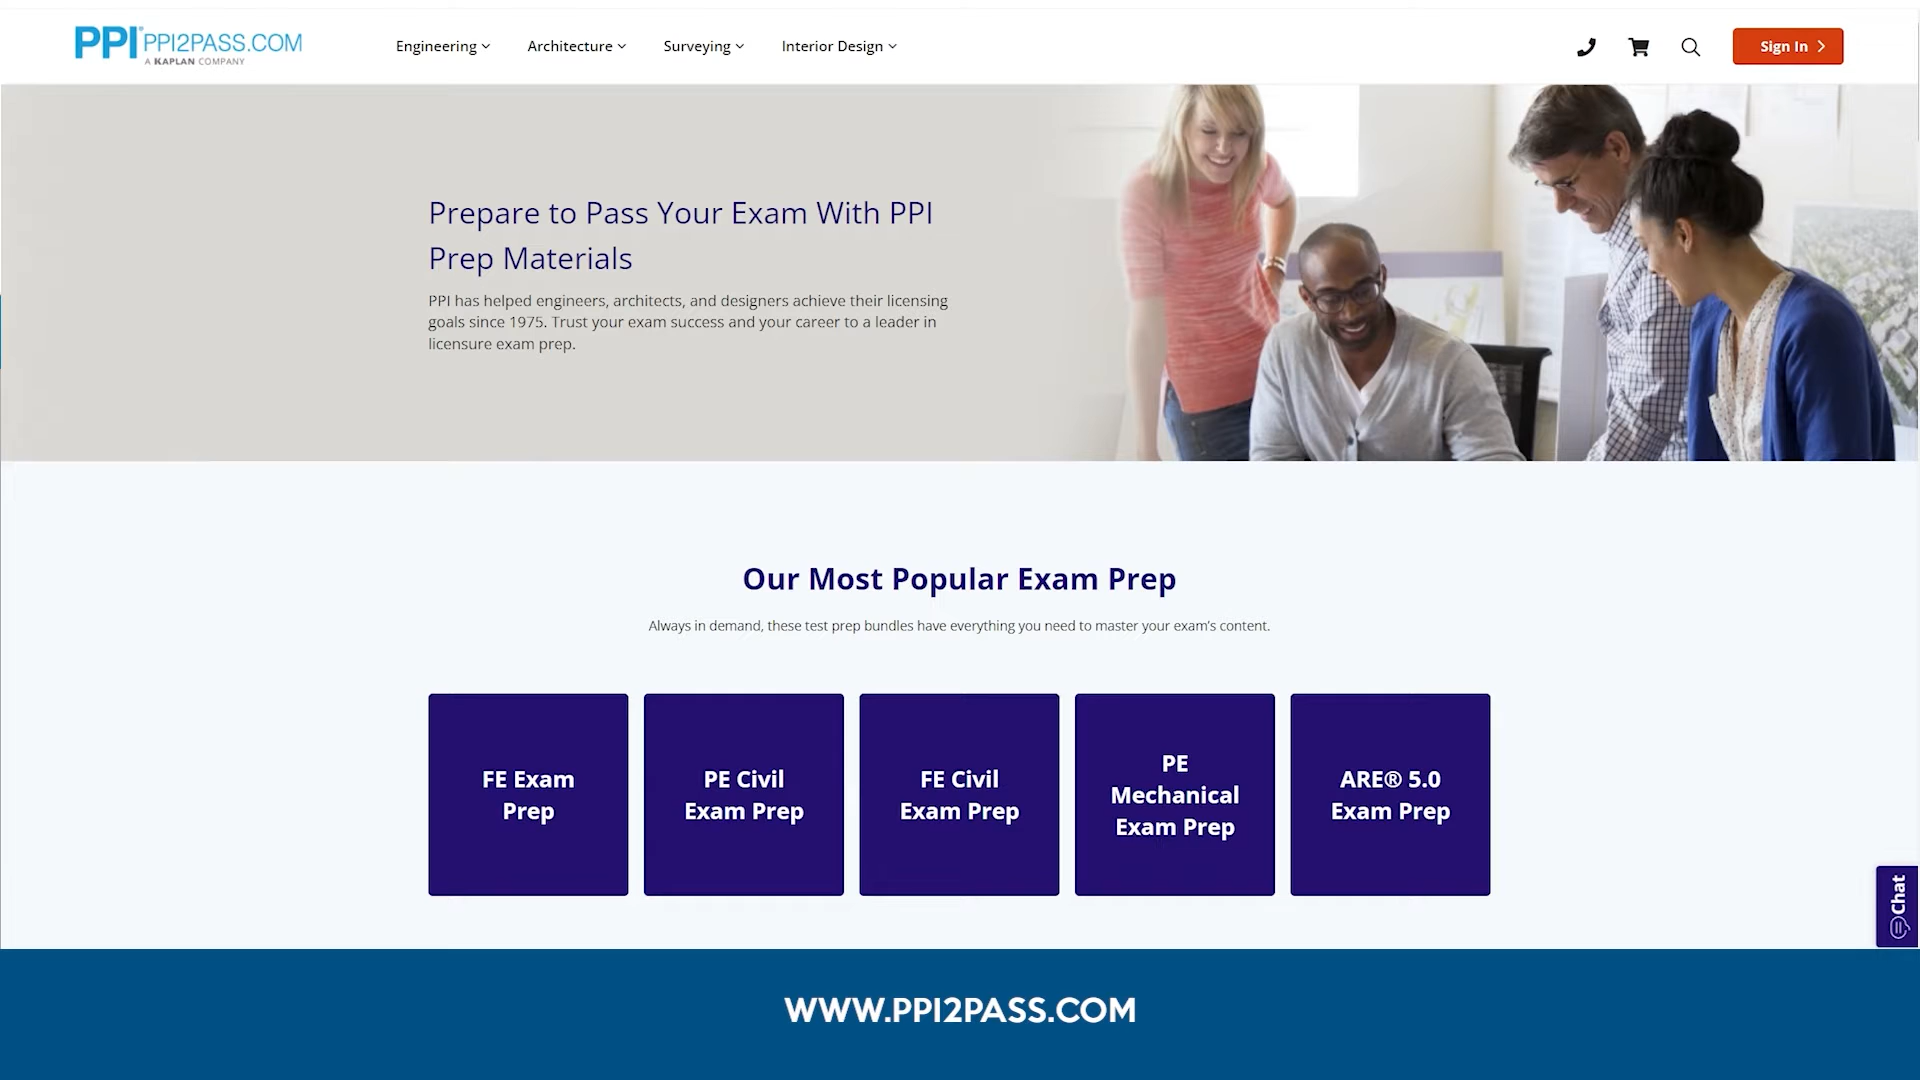 PPI® PPI2PASS.COM
A KAPLAN COMPANY
Engineering
Architecture
Surveying
Interior Design
Sign In
Prepare to Pass Your Exam With PPI
Prep Materials
PPI has helped engineers, architects, and designers achieve their licensing
goals since 1975. Trust your exam success and your career to a leader in
licensure exam prep.
Our Most Popular Exam Prep
Always in demand, these test prep bundles have everything you need to master your exam’s content.
FE Exam
Prep
PE Civil
Exam Prep
FE Civil
Exam Prep
PE
Mechanical
Exam Prep
ARE® 5.0
Exam Prep
Chat
WWW.PPI2PASS.COM